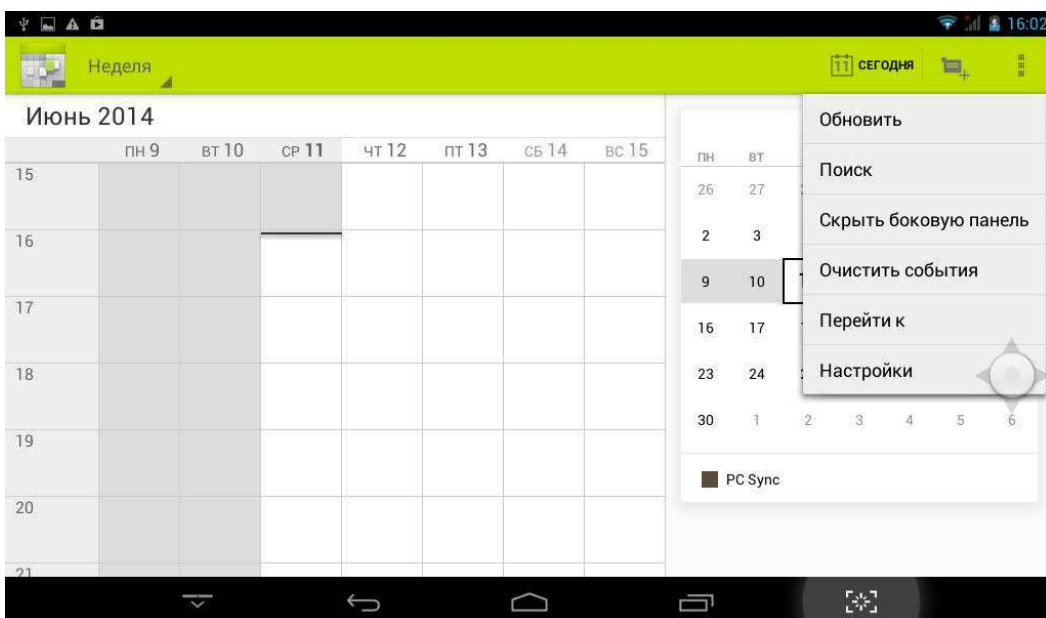 16:02
Неделя
11 СЕГОДНЯ
Июнь 2014
ПН 9 ВТ 10 СР 11 ЧТ 12 ПТ 13 СБ 14 ВС 15
15
16
17
18
19
20
21
ПН ВТ
26 27
2 3
9 10
16 17
23 24
30 1 2 3 4 5 6
PC Sync
Обновить
Поиск
Скрыть боковую панель
Очистить события
Перейти к
Настройки